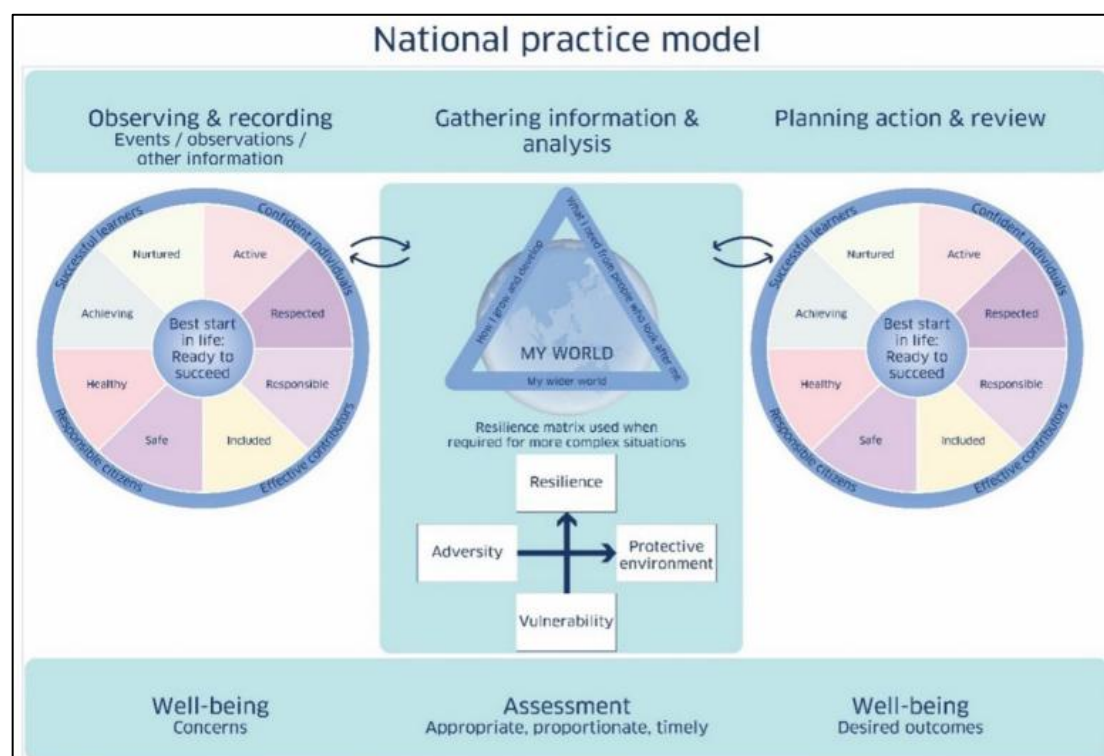 National practice model
Observing & recording
Events / observations /
other information
Gathering information &
analysis
Planning action & review
Successful learners
Confident individuals
Responsible citizens
Effective contributors
Nurtured
Active
Achieving
Respected
Best start
in life:
Ready to
succeed
Healthy
Responsible
Safe
Included
How I grow and develop
What I need from people who look after me
MY WORLD
My wider world
Resilience matrix used when
required for more complex situations
Resilience
Adversity
Protective
environment
Vulnerability
Successful learners
Confident individuals
Responsible citizens
Effective contributors
Nurtured
Active
Achieving
Respected
Best start
in life:
Ready to
succeed
Healthy
Responsible
Safe
Included
Well-being
Concerns
Assessment
Appropriate, proportionate, timely
Well-being
Desired outcomes